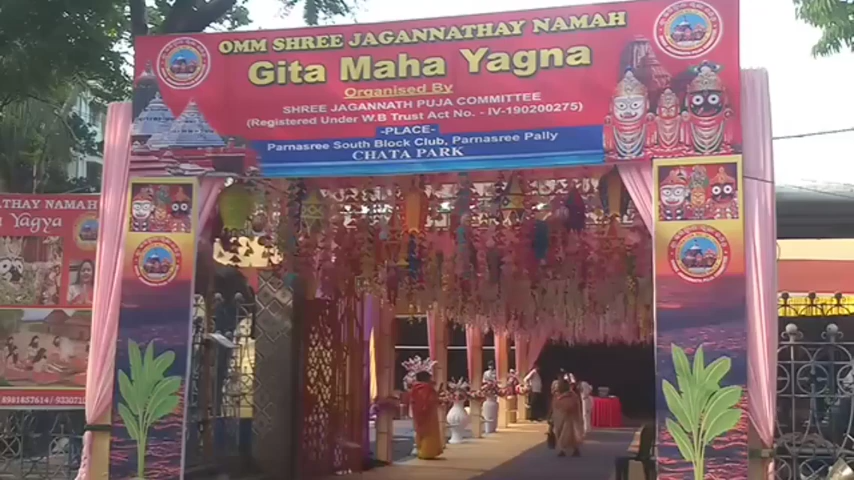 OMM SHREE JAGANNATHAY NAMAH
Gita Maha Yagna
Organised By
SHREE JAGANNATH PUJA COMMITTEE
(Registered Under W.B Trust Act No. - IV-190200275)
-PLACE-
Parnasree South Block Club, Parnasree Pally
CHATA PARK
THAY NAMAH
Yagya
8981857614